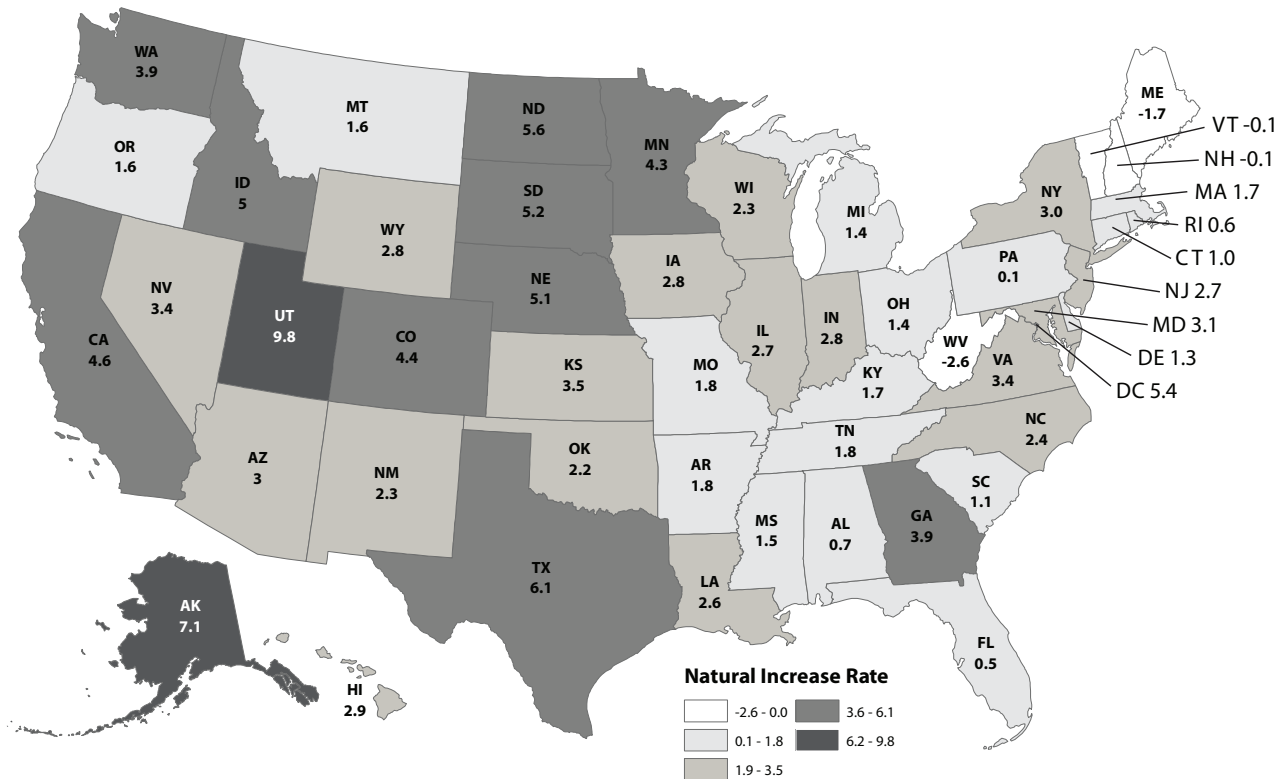 WA
3.9
OR
1.6
CA
4.6
ID
5
NV
3.4
MT
1.6
WY
2.8
UT
9.8
AZ
3
CO
4.4
NM
2.3
ND
5.6
SD
5.2
NE
5.1
KS
3.5
OK
2.2
TX
6.1
MN
4.3
IA
2.8
MO
1.8
AR
1.8
LA
2.6
WI
2.3
IL
2.7
MI
1.4
IN
2.8
OH
1.4
KY
1.7
TN
1.8
MS
1.5
AL
0.7
GA
3.9
FL
0.5
SC
1.1
NC
2.4
VA
3.4
WV
-2.6
PA
0.1
NY
3.0
ME
-1.7
VT -0.1
NH -0.1
MA 1.7
RI 0.6
CT 1.0
NJ 2.7
MD 3.1
DE 1.3
DC 5.4
AK
7.1
HI
2.9
Natural Increase Rate
-2.6 - 0.0
0.1 - 1.8
1.9 - 3.5
3.6 - 6.1
6.2 - 9.8